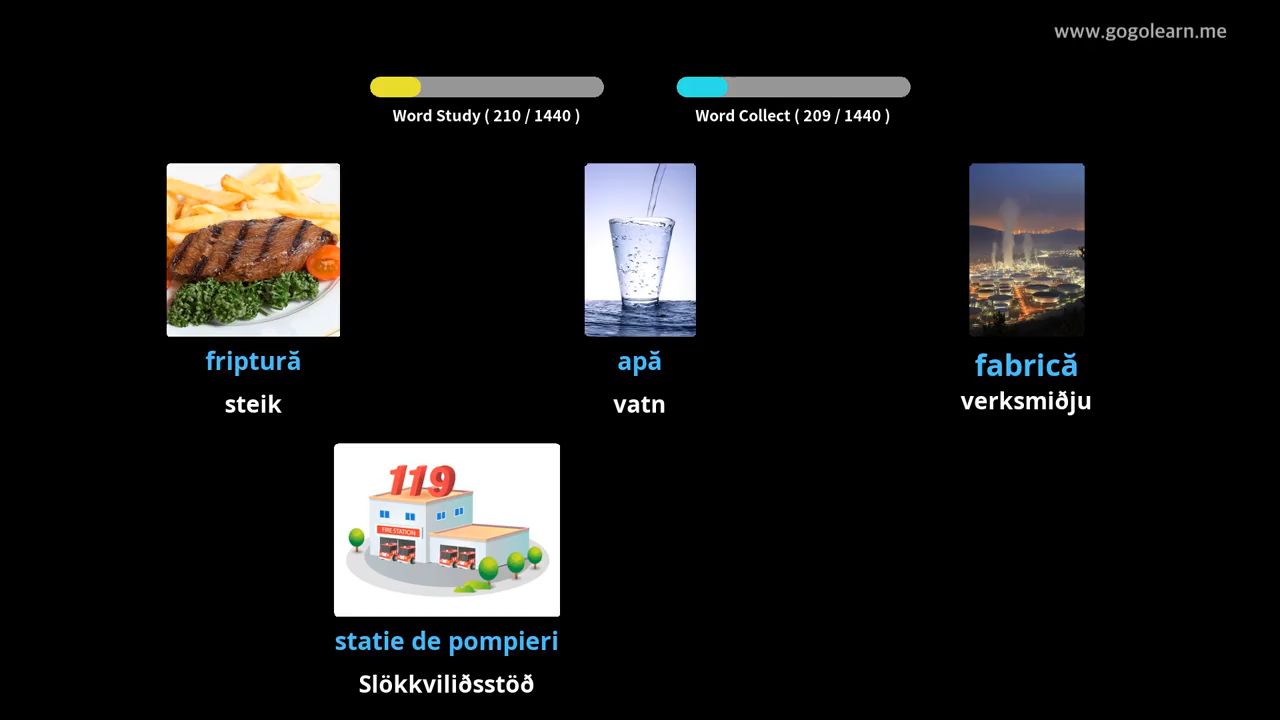 www.gogolearn.me
Word Study ( 210 / 1440 )
Word Collect ( 209 / 1440 )
friptură
apă
fabrică
steik
vatn
verksmiðju
119
FIRE STATION
statie de pompieri
Slökkviliðsstöð